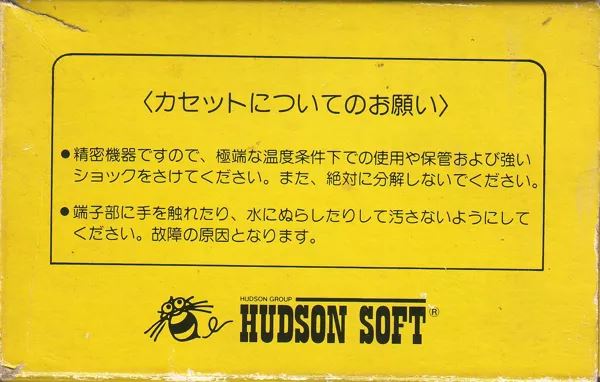 〈カセットについてのお願い〉
●精密機器ですので、極端な温度条件下での使用や保管および強い
ショックをさけてください。また、絶対に分解しないでください。
●端子部に手を触れたり、水にぬらしたりして汚さないようにして
ください。故障の原因となります。
HUDSON GROUP
HUDSON SOFT®